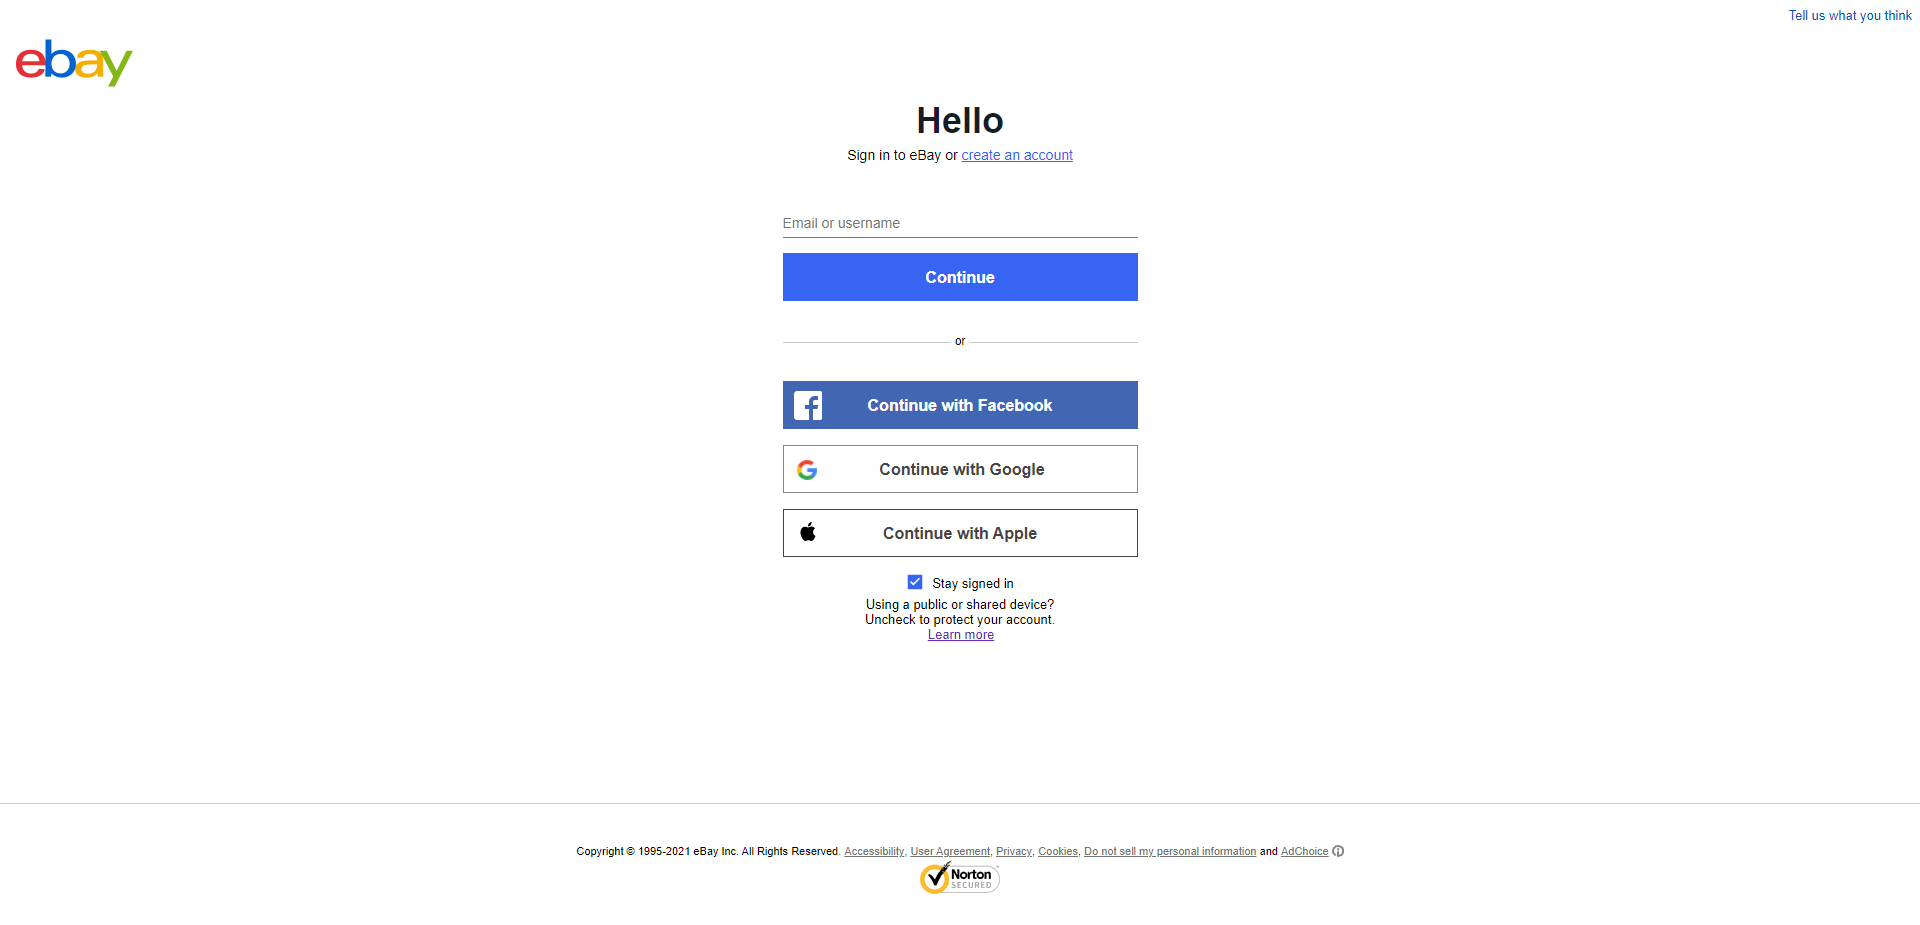 Tell us what you think
ebay
Hello
Sign in to eBay or create an account
Email or username
Continue
or
Continue with Facebook
Continue with Google
Continue with Apple
Stay signed in
Using a public or shared device?
Uncheck to protect your account.
Learn more
Copyright © 1995-2021 eBay Inc. All Rights Reserved. Accessibility, User Agreement, Privacy, Cookies, Do not sell my personal information and AdChoice
Norton
SECURED